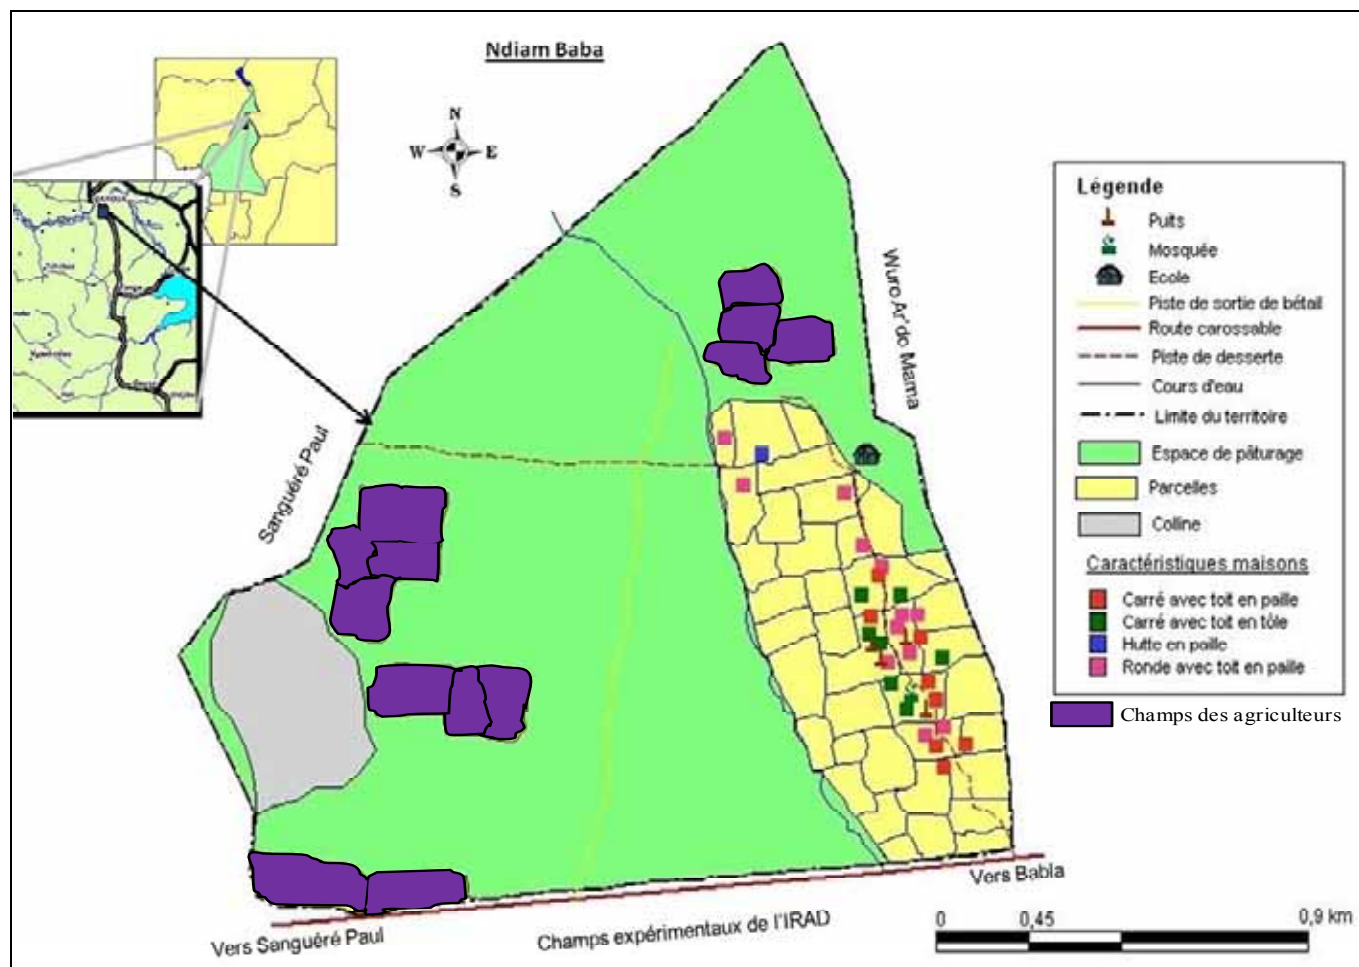 Ndiam Baba
N
W
E
S
Wuro Ar'do Mama
Sanguéré Paul
Légende
Puits
Mosquée
Ecole
Piste de sortie de bétail
Route carossable
Piste de desserte
Cours d'eau
Limite du territoire
Espace de pâturage
Parcelles
Colline
Caractéristiques maisons
Carré avec toit en paille
Carré avec toit en tôle
Hutte en paille
Ronde avec toit en paille
Champs des agriculteurs
Vers Babla
Vers Sanguéré Paul
Champs expérimentaux de l'IRAD
0
0,45
0,9 km